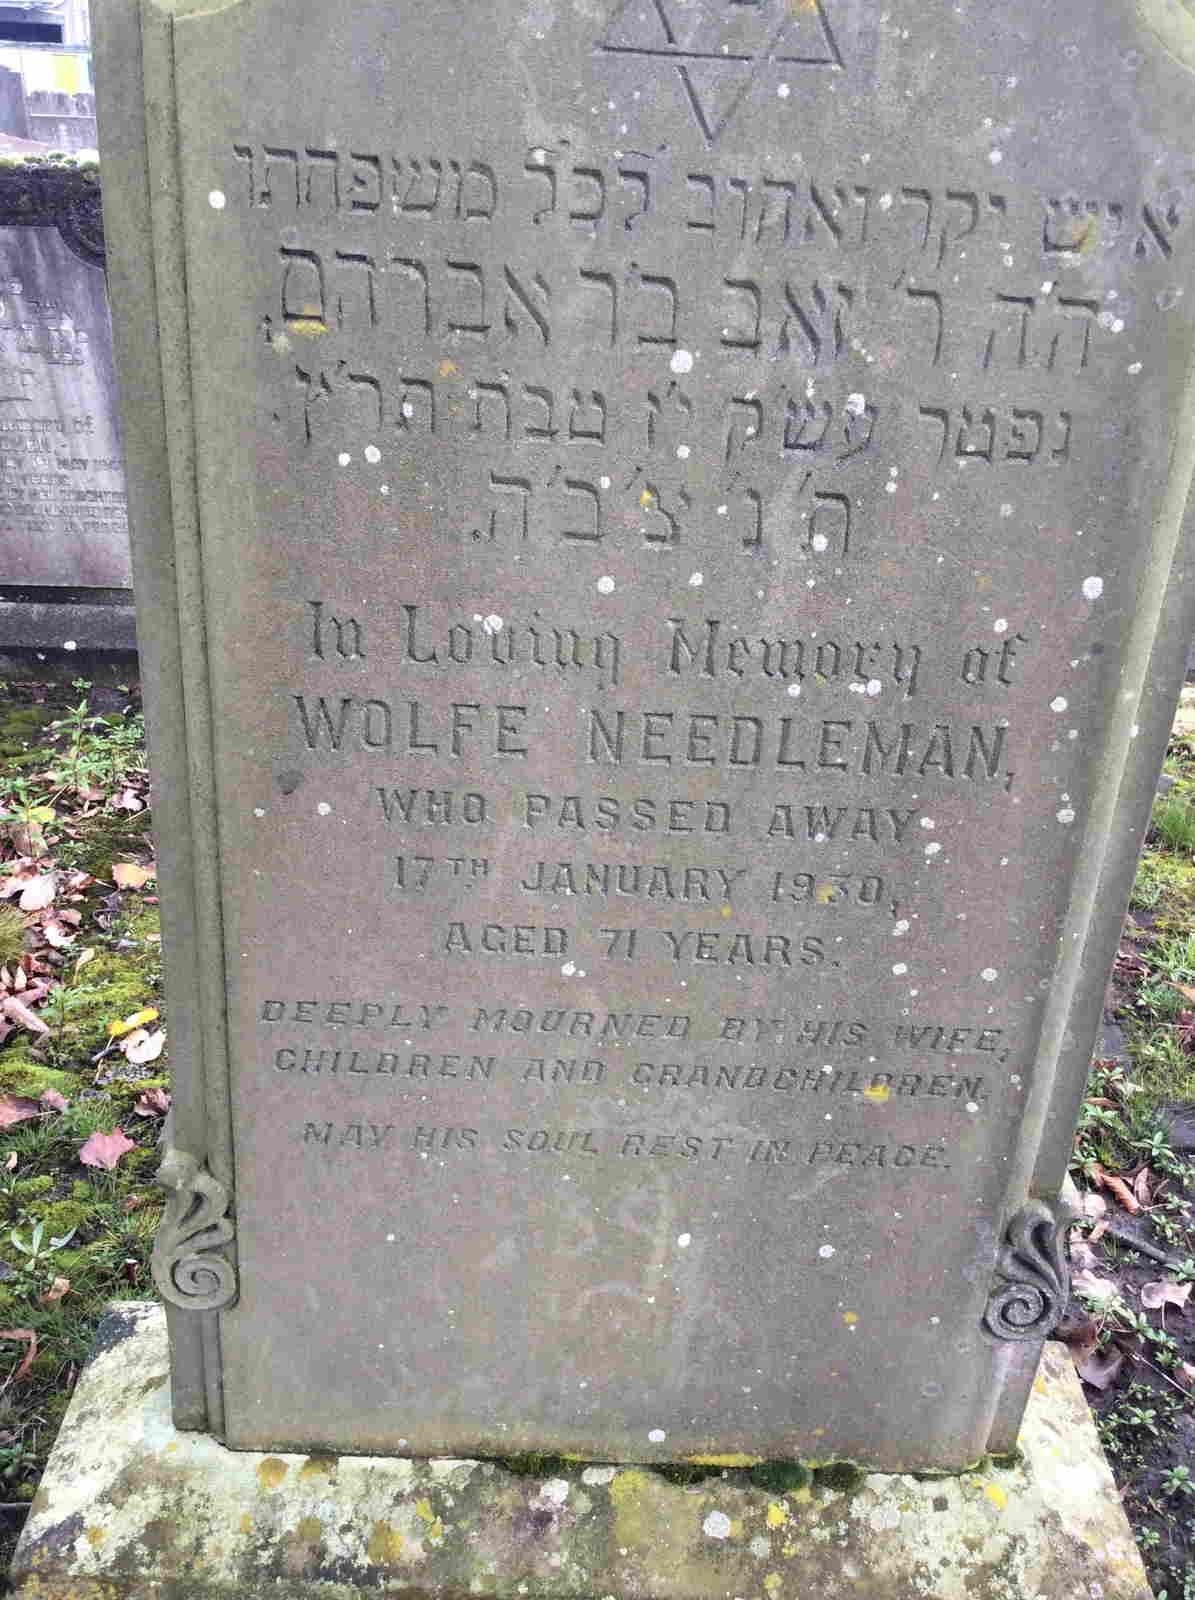 איש יקר ואהוב לכל משפחתו
ה'ה ר' זאב בר אברהם.
נפטר עש"ק י"ז טבת תר"ץ.
ת' נ' צ' ב' ה'.
In Loving Memory of
WOLFE NEEDLEMAN,
WHO PASSED AWAY
17TH JANUARY 1930,
AGED 71 YEARS.
DEEPLY MOURNED BY HIS WIFE,
CHILDREN AND GRANDCHILDREN.
MAY HIS SOUL REST IN PEACE.